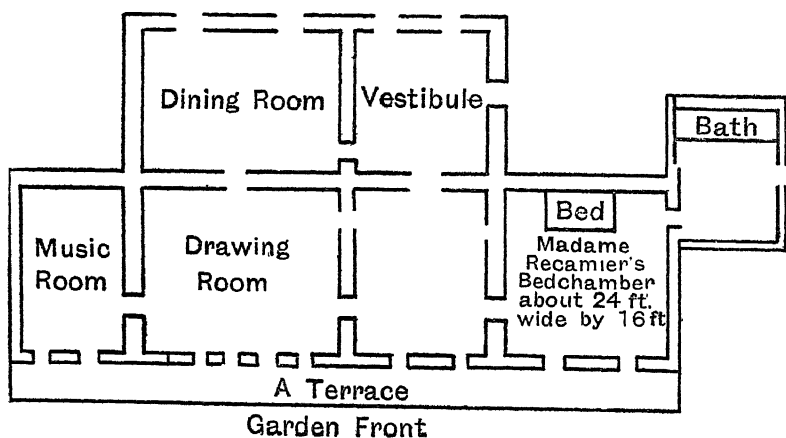 Dining Room
Vestibule
Bath
Bed
Music
Room
Drawing
Room
Madame
Recamier's
Bedchamber
about 24 ft.
wide by 16 ft
A Terrace
Garden Front